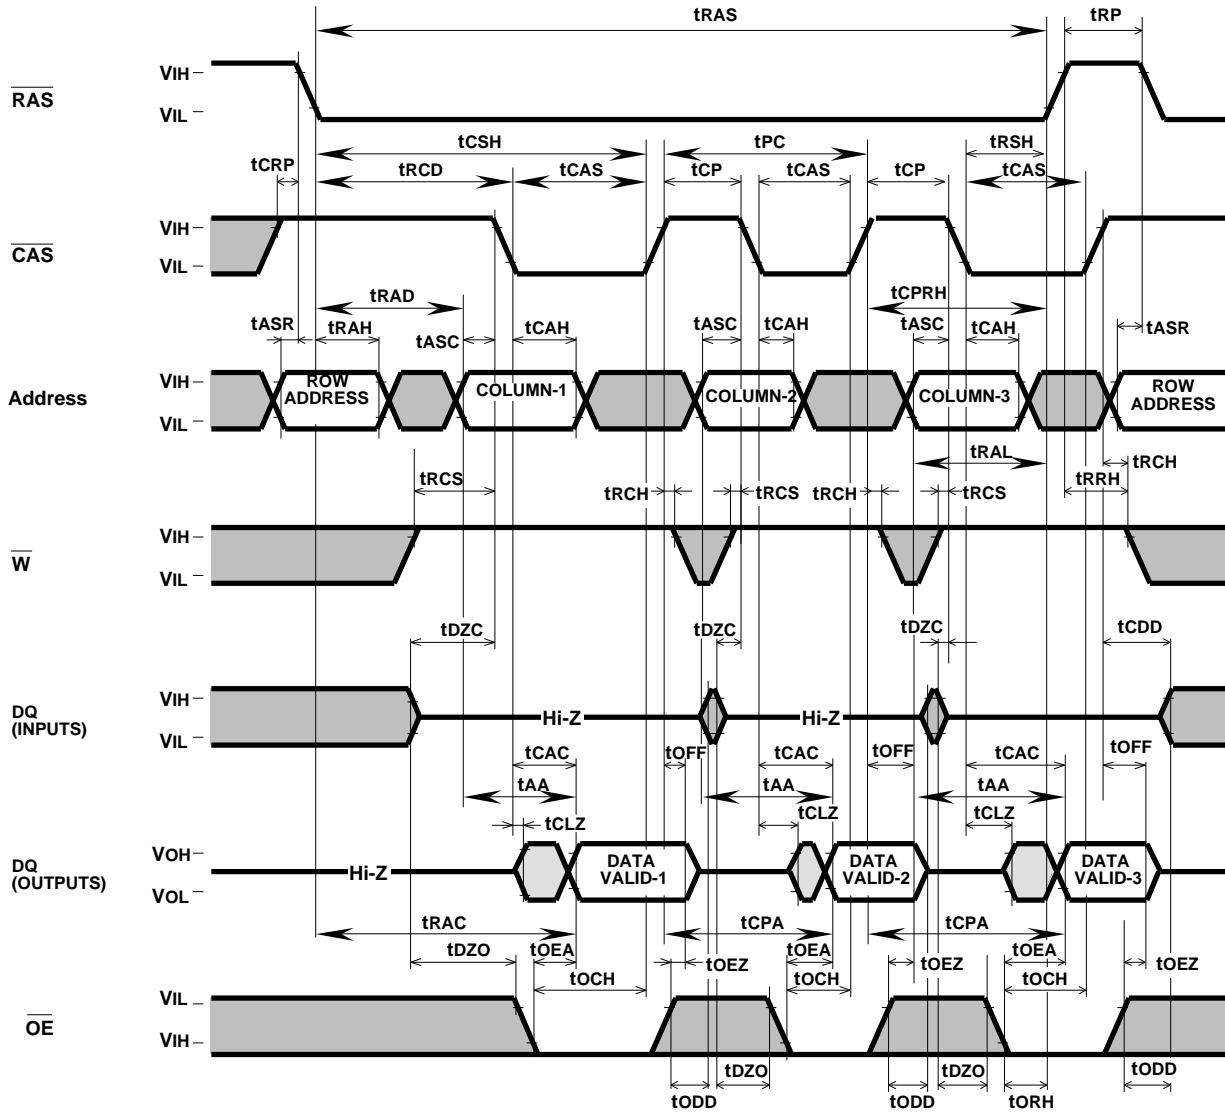 tRAS tRP
VIH
RAS
VIL
tCSH tPC tRSH
tCRP tRCD tCAS tCP tCAS tCP tCAS
VIH
CAS
VIL
tRAD tCPRH
tASR tRAH tASC tCAH tASC tCAH tASC tCAH tASR
VIH
Address
VIL
ROW
ADDRESS
COLUMN-1
COLUMN-2
COLUMN-3
ROW
ADDRESS
tRAL tRCH
tRCS tRCH tRCS tRCH tRCS tRRH
VIH
W
VIL
tDZC tDZC tDZC tCDD
VIH
DQ
(INPUTS)
VIL
Hi-Z Hi-Z
tCAC tOFF tCAC tOFF tCAC tOFF
tAA tAA tAA
tCLZ tCLZ tCLZ
VOH
DQ
(OUTPUTS)
VOL
Hi-Z
DATA
VALID-1
DATA
VALID-2
DATA
VALID-3
tRAC tCPA tCPA
tDZO tOEA tOEZ tOEA tOEZ tOEA tOEZ
tOCH tOCH tOCH
VIL
OE
VIH
tDZO tDZO tODD
tODD tODD tORH